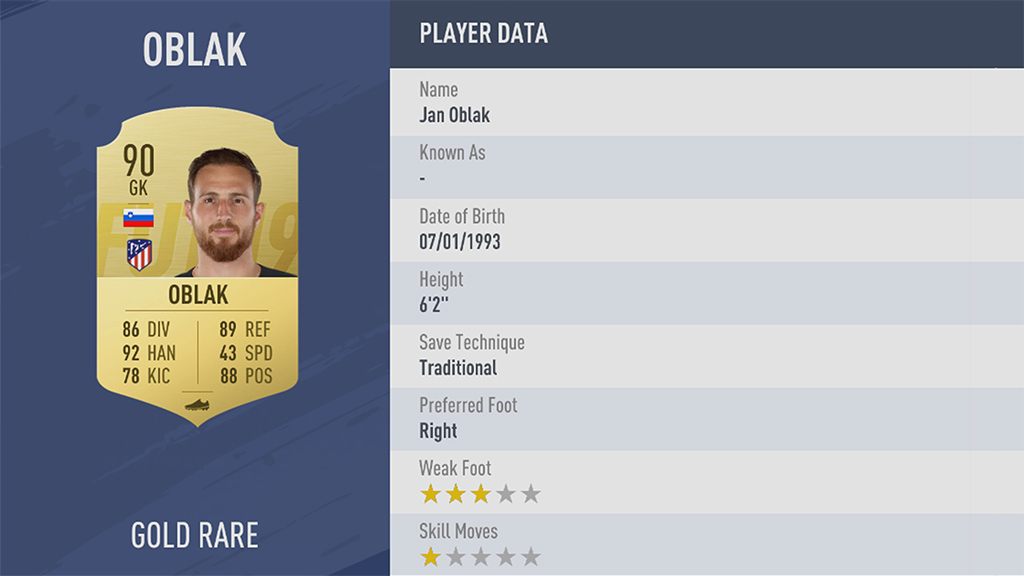 OBLAK
90
GK
FUT 19
OBLAK
86 DIV 89 REF
92 HAN 43 SPD
78 KIC 88 POS
GOLD RARE
PLAYER DATA
Name
Jan Oblak
Known As
-
Date of Birth
07/01/1993
Height
6'2"
Save Technique
Traditional
Preferred Foot
Right
Weak Foot
Skill Moves